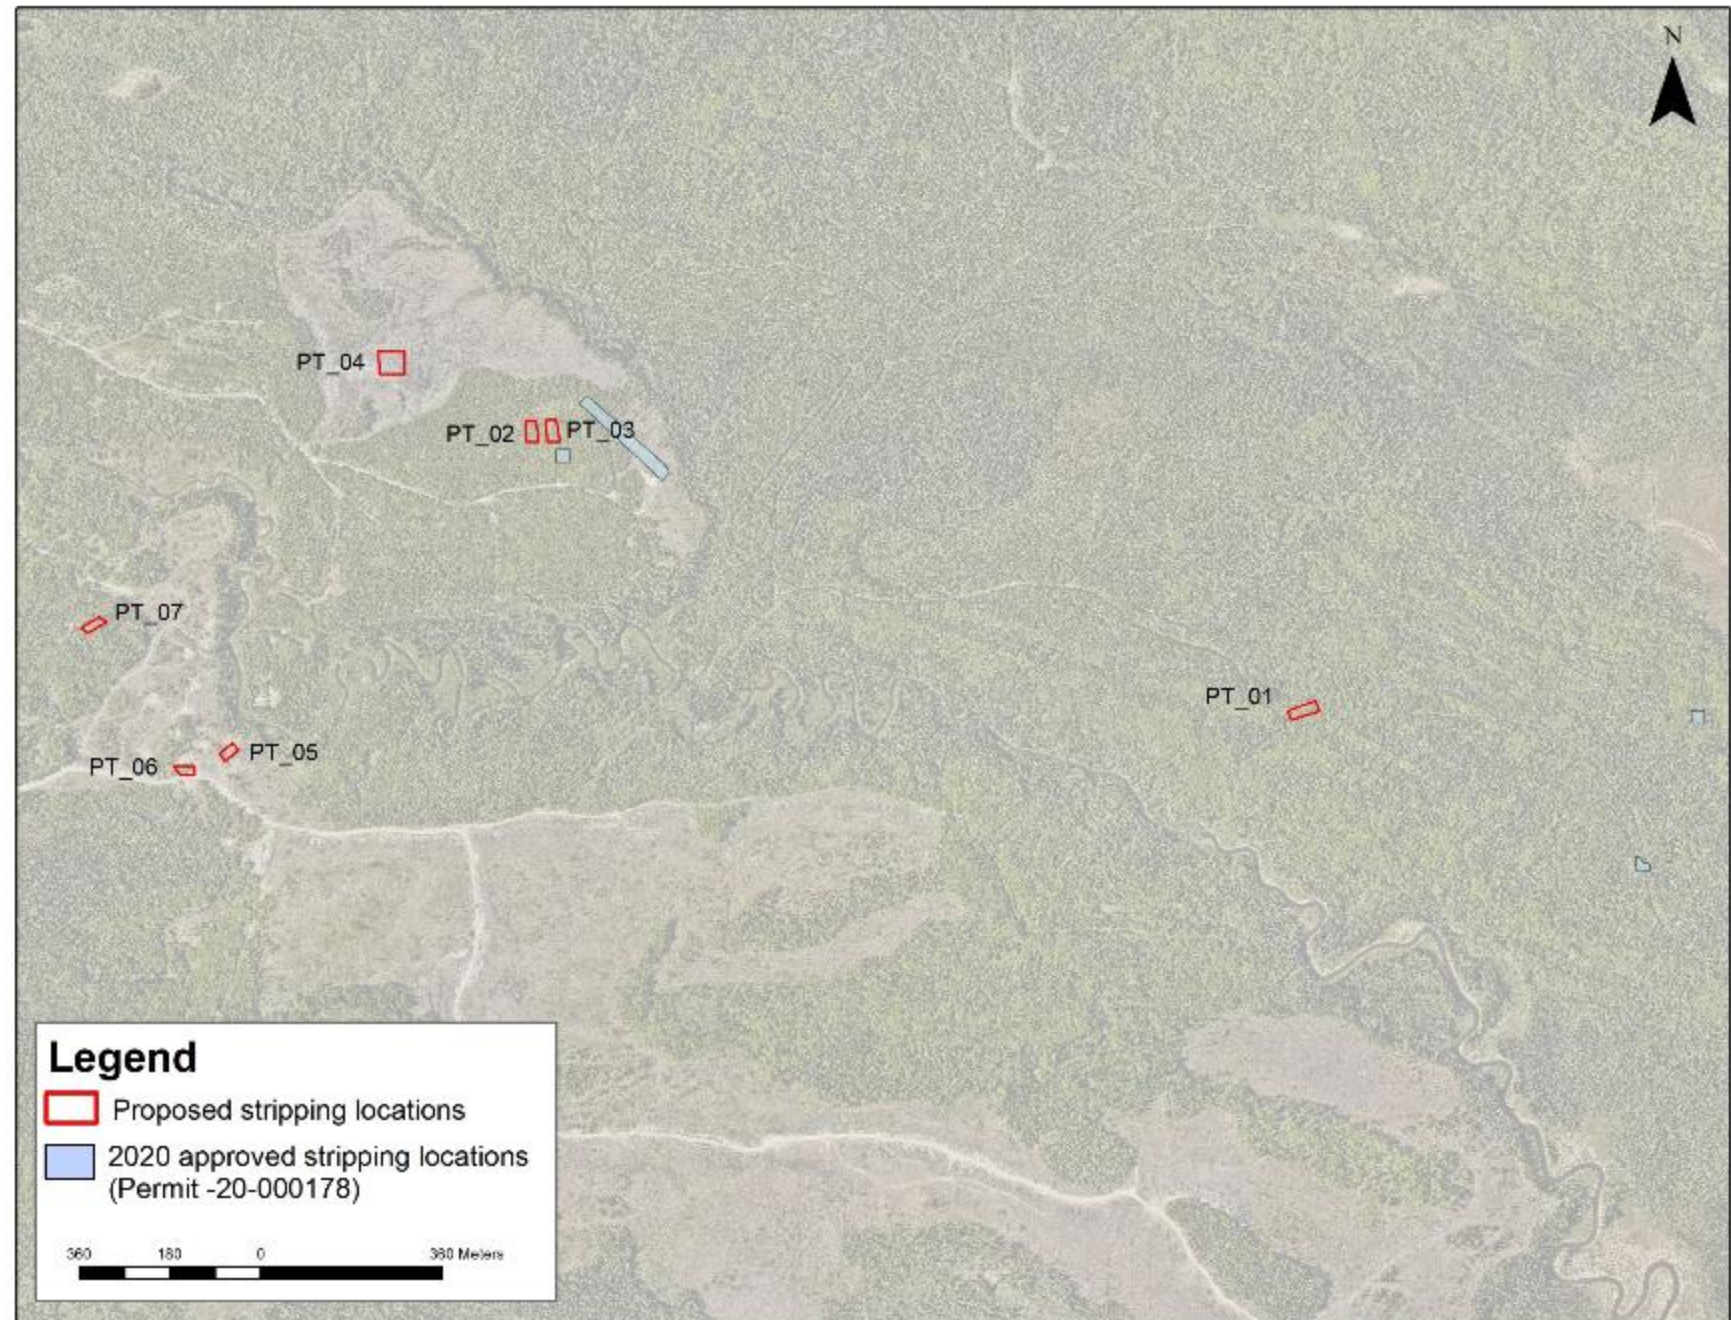 N
PT_04
PT_02
PT_03
PT_07
PT_01
PT_05
PT_06
Legend
Proposed stripping locations
2020 approved stripping locations
(Permit -20-000178)
360 180 0 360 Meters